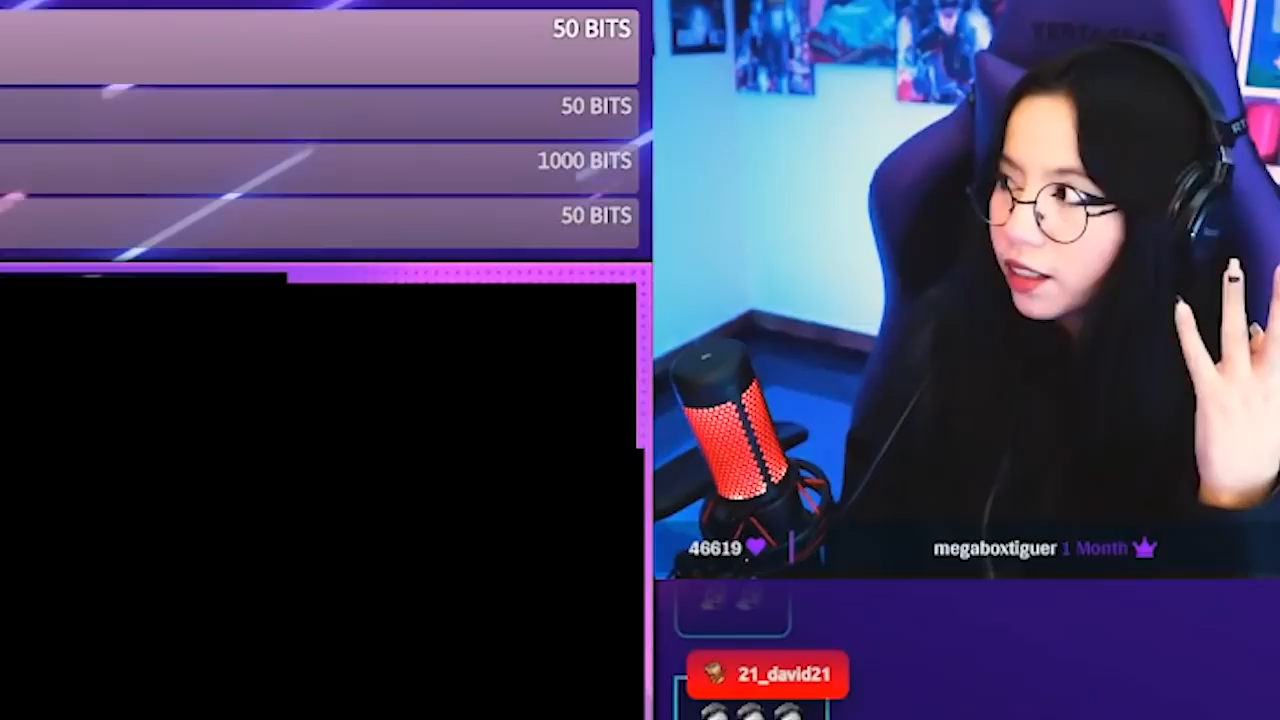 50 BITS
50 BITS
1000 BITS
50 BITS
46619
megaboxtiguer 1 Month
21_david21